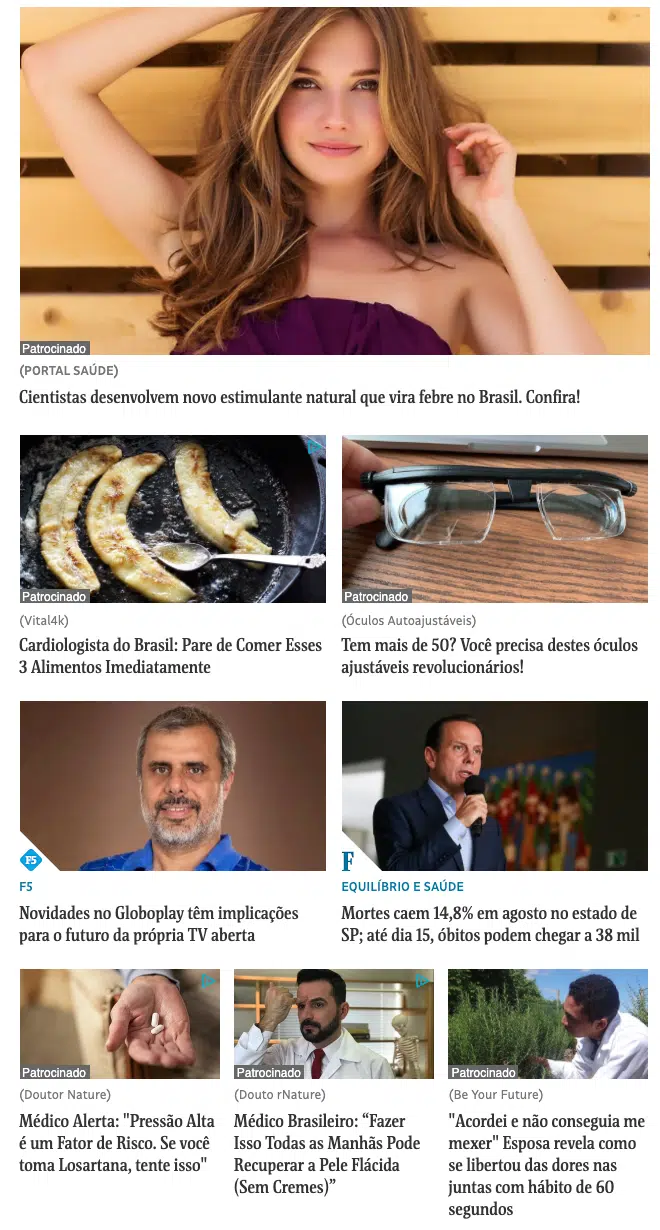 Patrocinado
(PORTAL SAÚDE)
Cientistas desenvolvem novo estimulante natural que vira febre no Brasil. Confira!
Patrocinado
(Vital4k)
Cardiologista do Brasil: Pare de Comer Esses
3 Alimentos Imediatamente
Patrocinado
(Óculos Autoajustáveis)
Tem mais de 50? Você precisa destes óculos
ajustáveis revolucionários!
F5
F5
Novidades no Globoplay têm implicações
para o futuro da própria TV aberta
F
EQUILÍBRIO E SAÚDE
Mortes caem 14,8% em agosto no estado de
SP; até dia 15, óbitos podem chegar a 38 mil
Patrocinado
(Doutor Nature)
Médico Alerta: "Pressão Alta
é um Fator de Risco. Se você
toma Losartana, tente isso"
Patrocinado
(Douto rNature)
Médico Brasileiro: “Fazer
Isso Todas as Manhãs Pode
Recuperar a Pele Flácida
(Sem Cremes)”
Patrocinado
(Be Your Future)
"Acordei e não conseguia me
mexer" Esposa revela como
se libertou das dores nas
juntas com hábito de 60
segundos